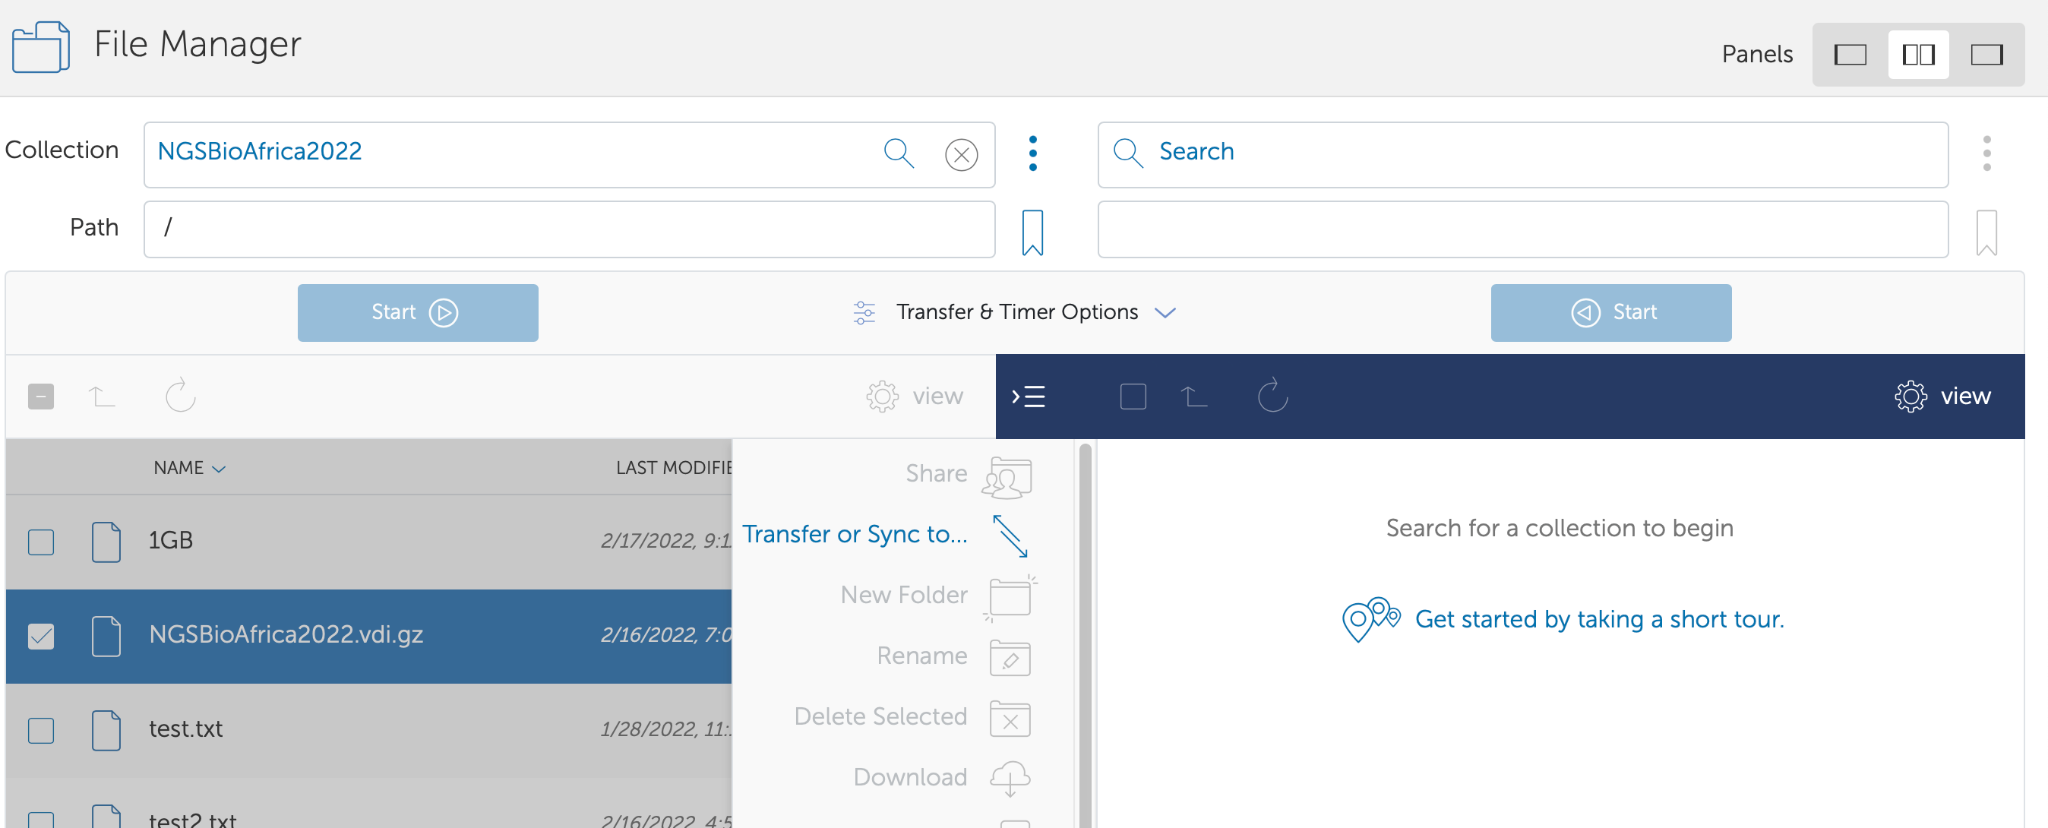 File Manager
Panels
Collection
NGSBioAfrica2022
Search
Path
/
Start
Transfer & Timer Options
Start
view
view
NAME
LAST MODIFIE
Share
Transfer or Sync to...
New Folder
Rename
Delete Selected
Download
1GB
2/17/2022, 9:1
NGSBioAfrica2022.vdi.gz
2/16/2022, 7:0
test.txt
1/28/2022, 11:
test2.txt
2/16/2022, 4:5
Search for a collection to begin
Get started by taking a short tour.